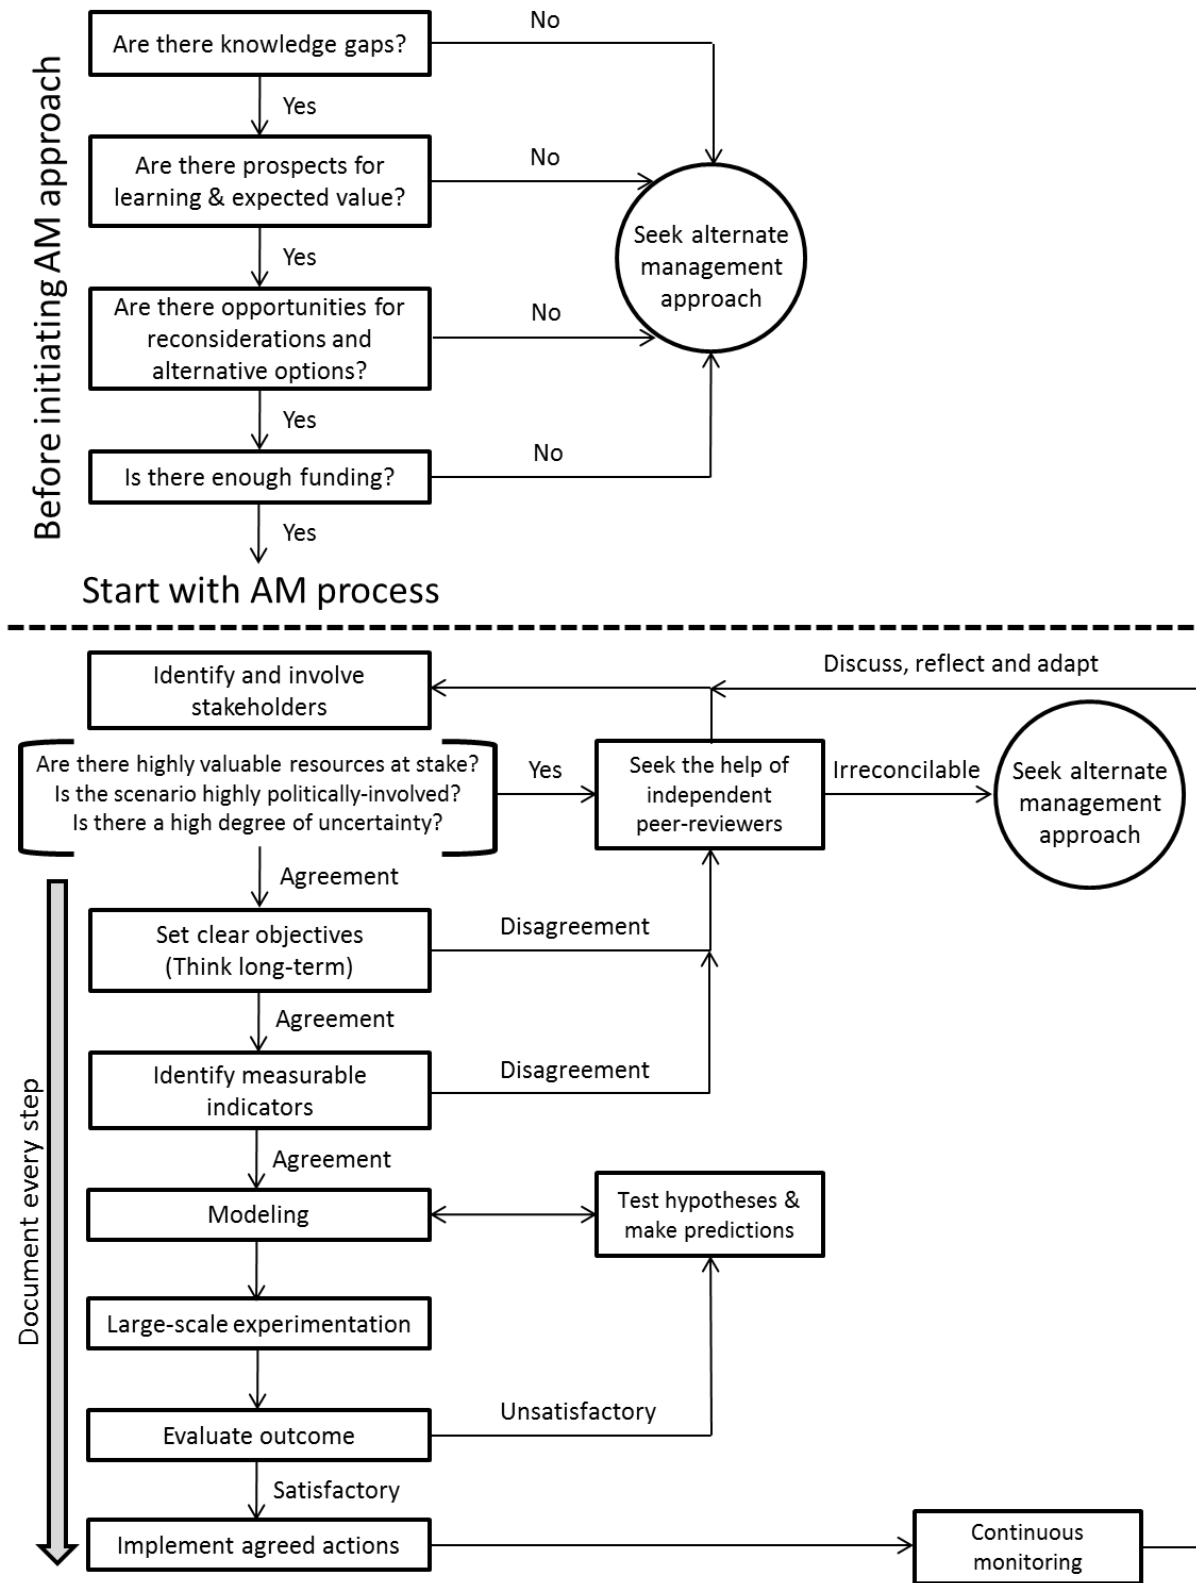 Before initiating AM approach
Are there knowledge gaps?
No
Yes
Are there prospects for
learning & expected value?
No
Seek alternate
management
approach
Yes
Are there opportunities for
reconsiderations and
alternative options?
No
Yes
Is there enough funding?
No
Yes
Start with AM process
Identify and involve
stakeholders
Discuss, reflect and adapt
Are there highly valuable resources at stake?
Is the scenario highly politically-involved?
Is there a high degree of uncertainty?
Yes
Seek the help of
independent
peer-reviewers
Irreconcilable
Seek alternate
management
approach
Agreement
Set clear objectives
(Think long-term)
Disagreement
Agreement
Identify measurable
indicators
Disagreement
Document every step
Agreement
Modeling
Test hypotheses &
make predictions
Large-scale experimentation
Evaluate outcome
Unsatisfactory
Satisfactory
Implement agreed actions
Continuous
monitoring